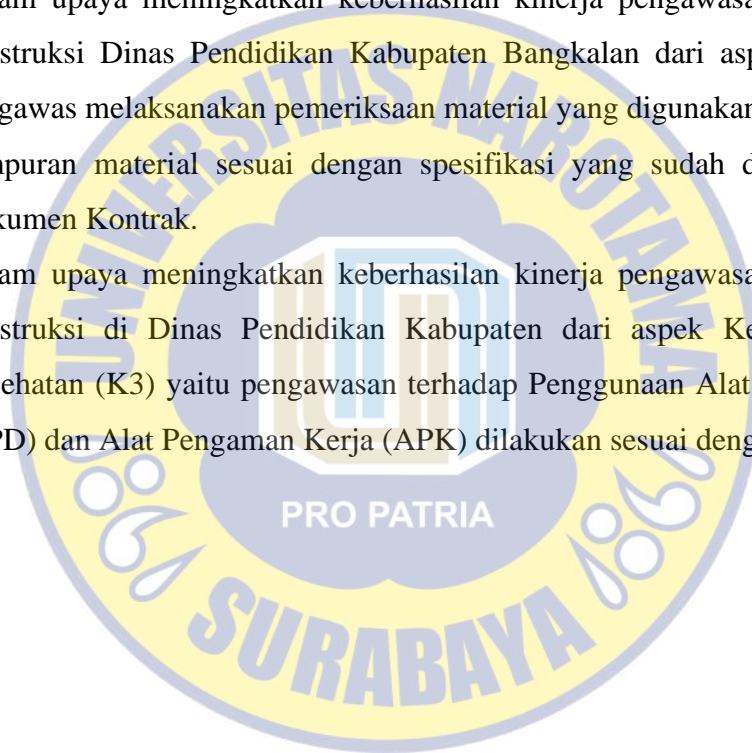 am upaya meningkatkan keberhasilan kinerja pengawasa
struksi Dinas Pendidikan Kabupaten Bangkalan dari asp
gawas melaksanakan pemeriksaan material yang digunakan
mpuran material sesuai dengan spesifikasi yang sudah d
kumen Kontrak.
am upaya meningkatkan keberhasilan kinerja pengawasa
struksi di Dinas Pendidikan Kabupaten dari aspek Ke
ehatan (K3) yaitu pengawasan terhadap Penggunaan Alat
PD) dan Alat Pengaman Kerja (APK) dilakukan sesuai deng
UNIVERSITAS NAROTAMA
PRO PATRIA
SURABAYA